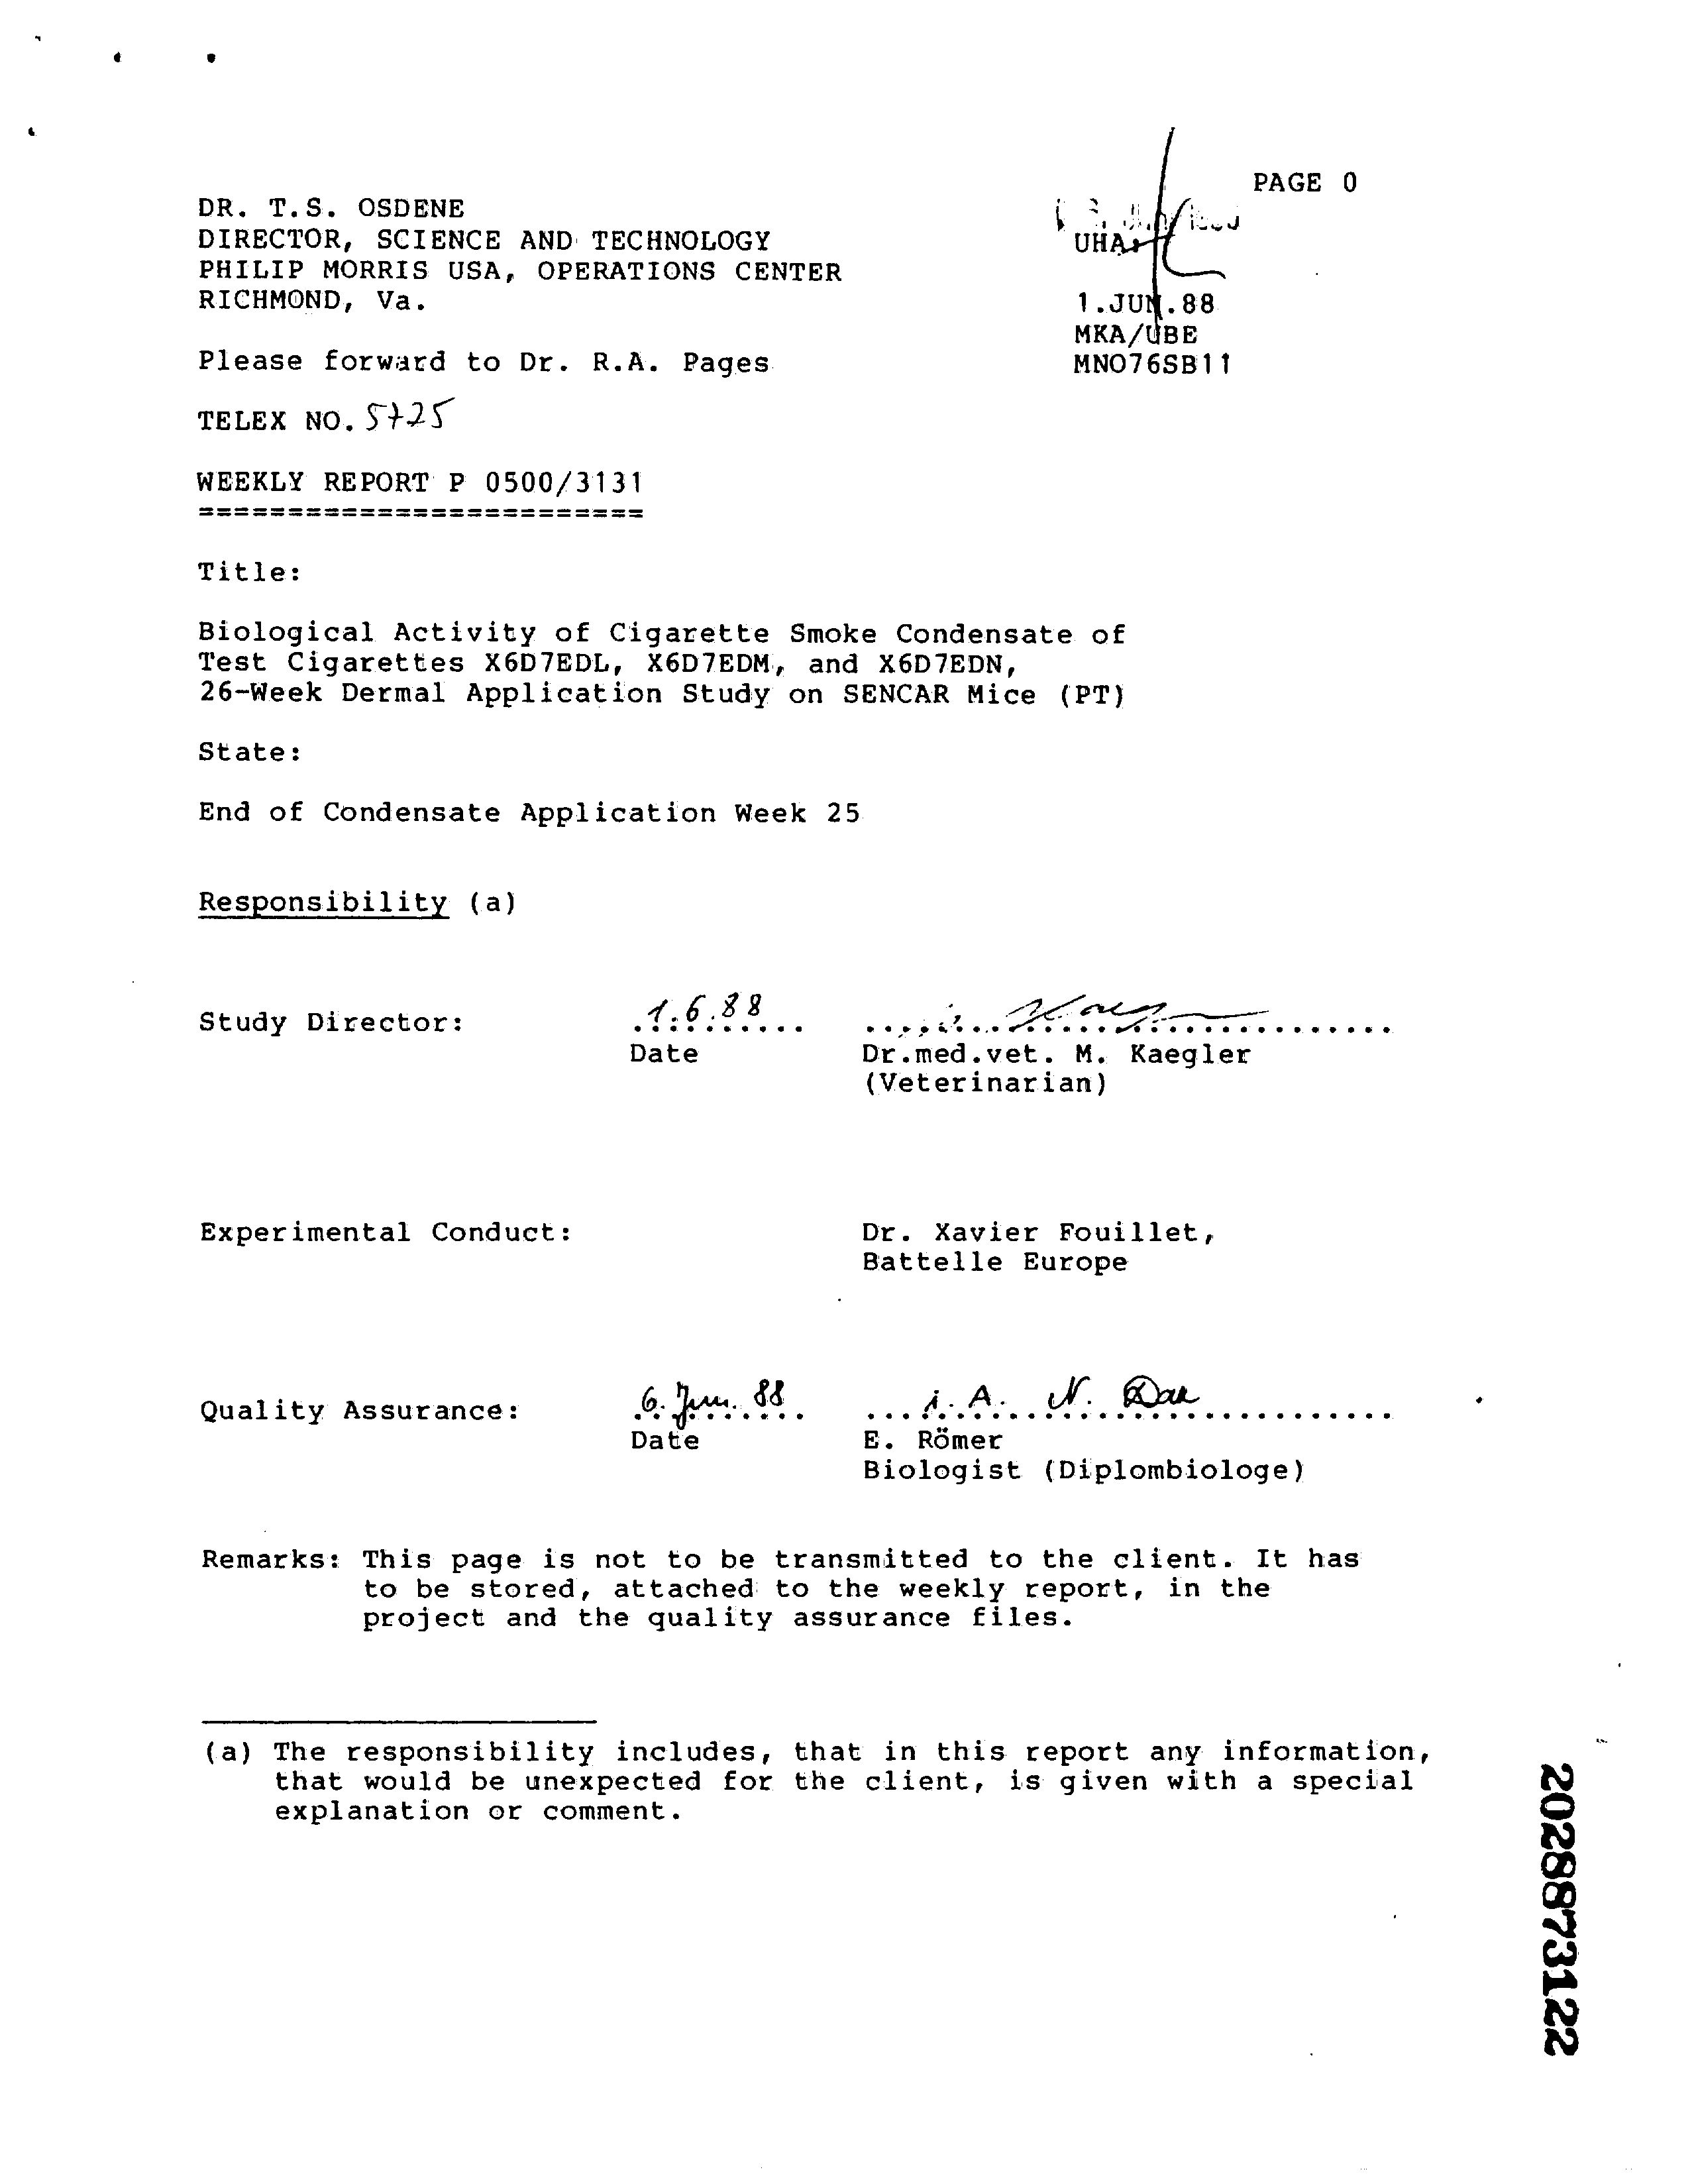 PAGE 0
DR. T.S. OSDENE
DIRECTOR, SCIENCE AND TECHNOLOGY
UHA
PHILIP MORRIS USA, OPERATIONS CENTER
RICHMOND, Va.
1.JUN.88
MKA/UBE
Please forward to Dr. R.A. Pages
MNO76SB11
TELEX NO. 5725
WEEKLY REPORT P 0500/3131
=========================
Title:
Biological Activity of Cigarette Smoke Condensate of
Test Cigarettes X6D7EDL, X6D7EDM, and X6D7EDN,
26-Week Dermal Application Study on SENCAR Mice (PT)
State:
End of Condensate Application Week 25
Responsibility (a)
Study Director: 1.6.88
Date Dr.med.vet. M. Kaegler
(Veterinarian)
Experimental Conduct: Dr. Xavier Fouillet,
Battelle Europe
Quality Assurance: 6. Jun. 88 i. A. N.
Date E. Römer
Biologist (Diplombiologe)
Remarks: This page is not to be transmitted to the client. It has
to be stored, attached to the weekly report, in the
project and the quality assurance files.
(a) The responsibility includes, that in this report any information,
that would be unexpected for the client, is given with a special
explanation or comment.
2028873122